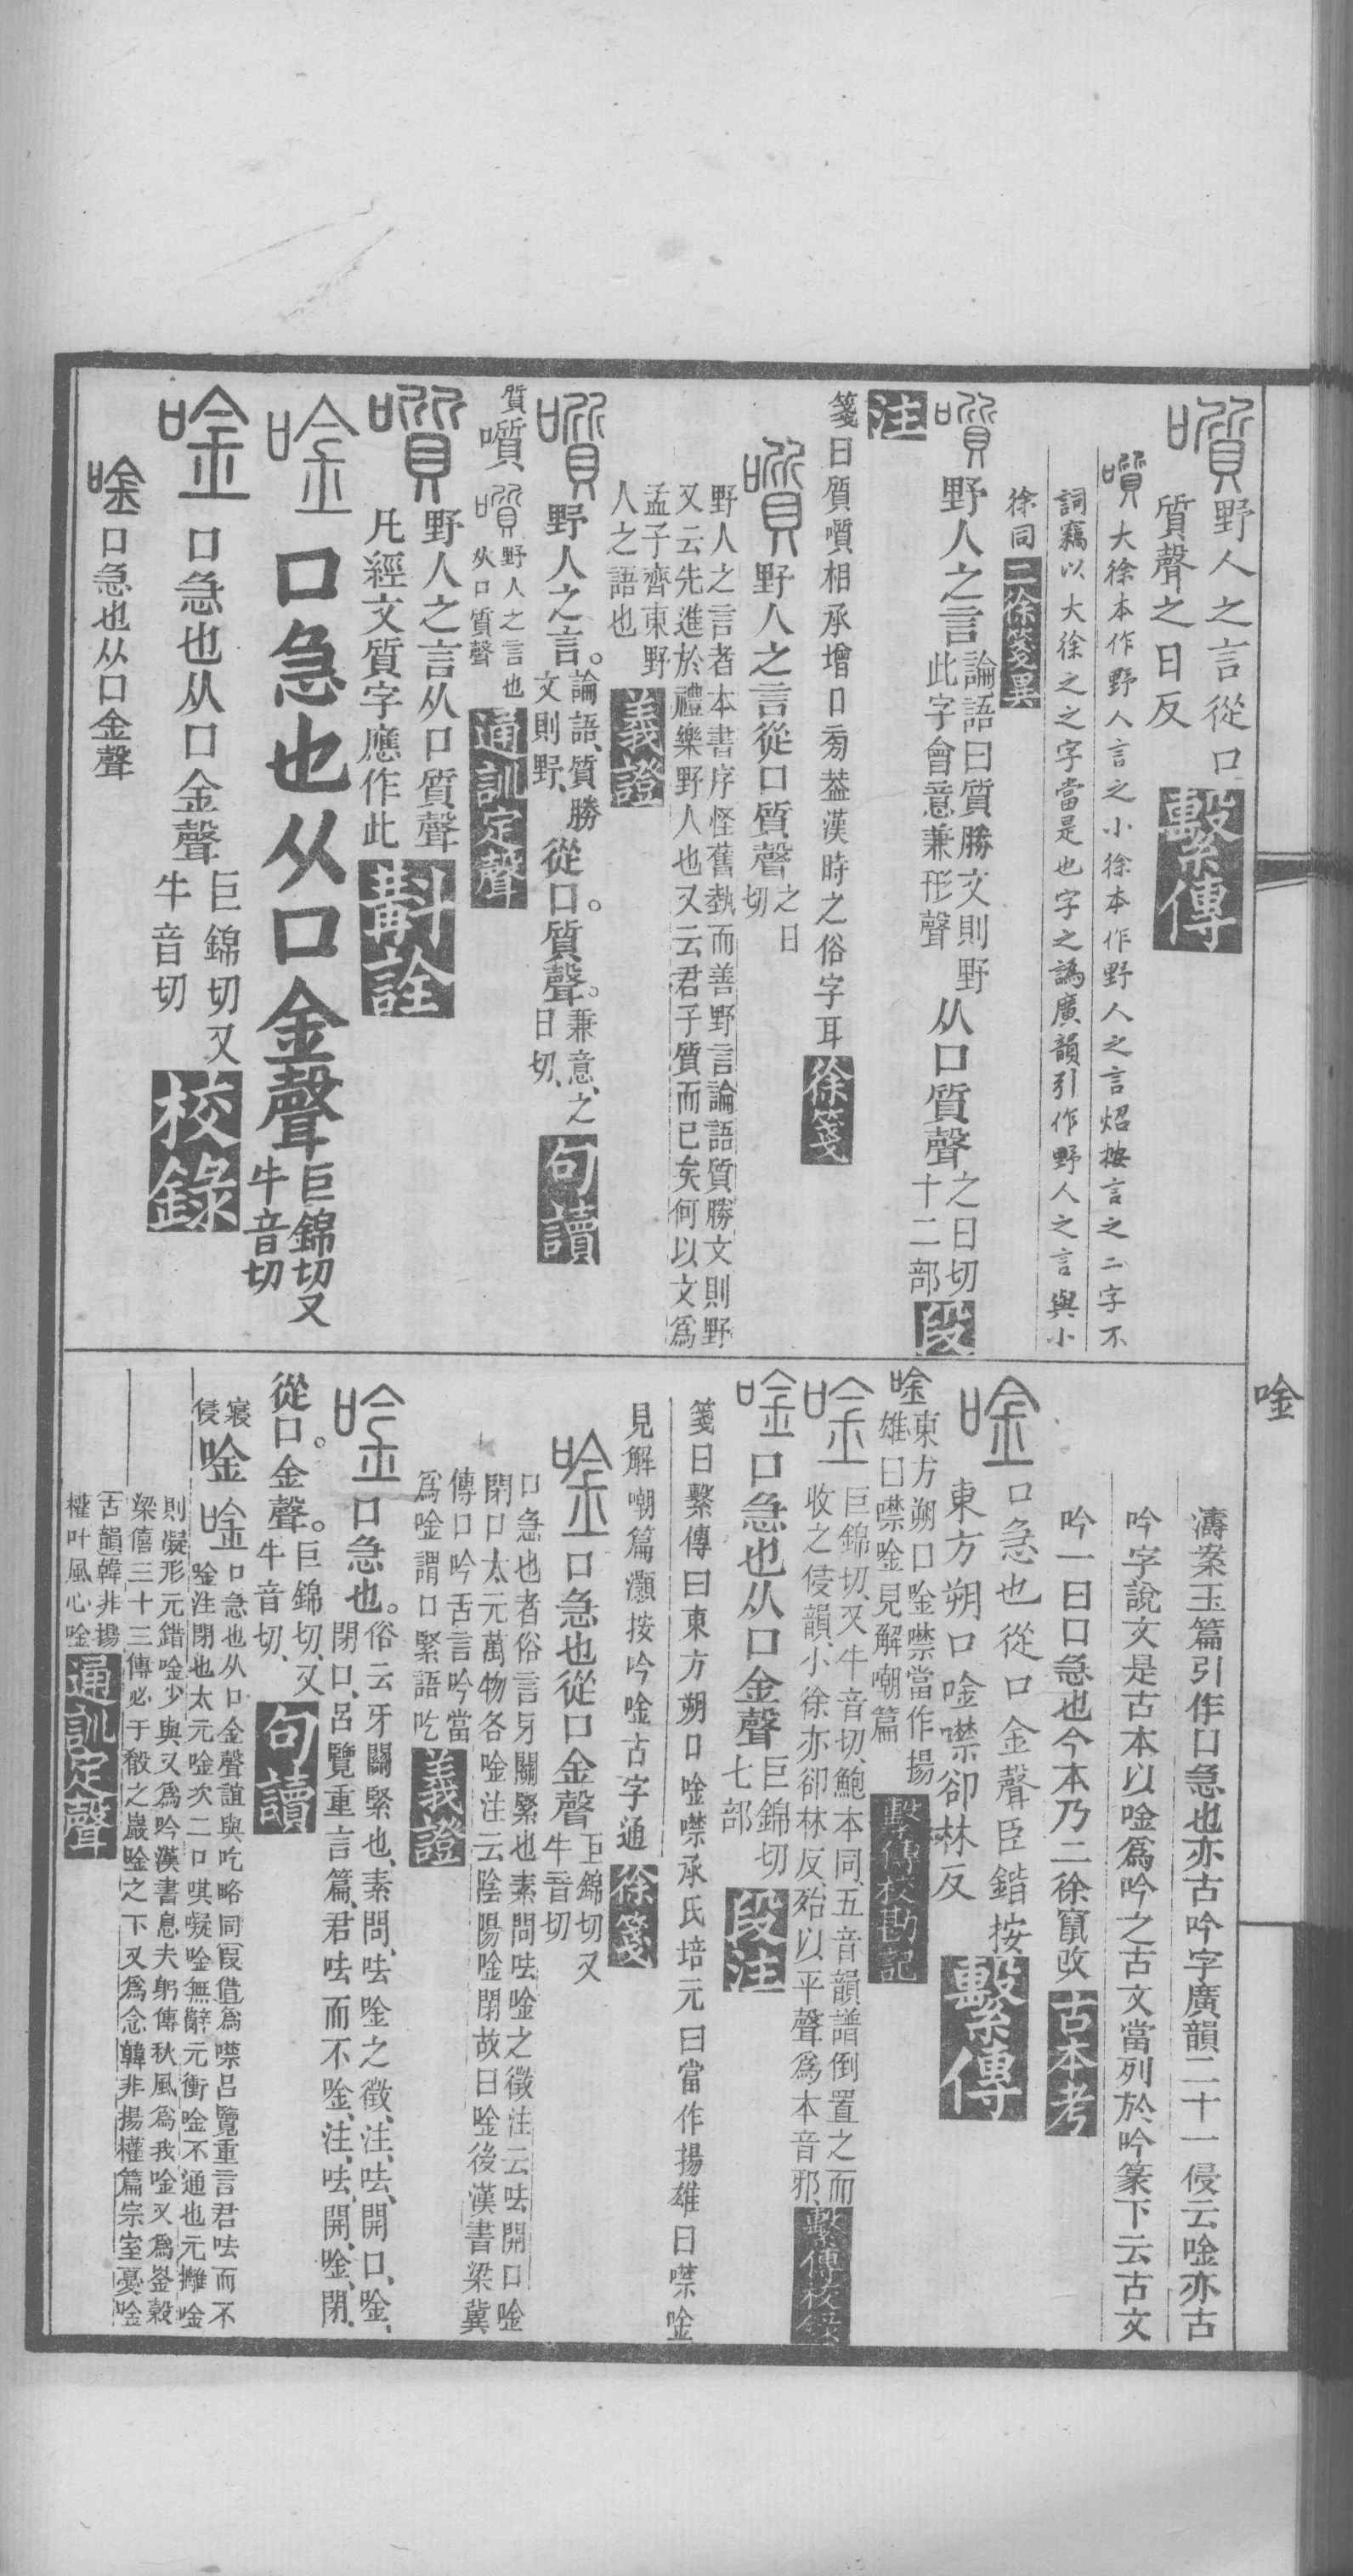 野人之言從口
質聲之日反
繫傳
噴大徐本作野人言之小徐本作野人之言炤按言之二字不
詞竊以大徐之之字當是也字之譌廣韻引作野人之言與小
徐同
二徐箋異
野人之言
論語曰質勝文則野
此字會意兼形聲
从口質聲
之日切
十二部
段
注
箋曰質噴相承增口㫄葢漢時之俗字耳
徐箋
野人之言從口質聲
之日
切
野人之言者本書序怪舊埶而善野言論語質勝文則野
又云先進於禮樂野人也又云君子質而已矣何以文爲
孟子齊東野
人之語也
義證
野人之言。
論語、質勝
文則野、
從口。質聲。
兼意、之
日切、
句讀
質
噴
野人之言也
从口質聲
通訓定聲
野人之言从口質聲
凡經文質字應作此
斠詮
唫
口急也从口金聲
巨錦切又
牛音切
唫
口急也从口金聲
巨錦切又
牛音切
校錄
唫口急也从口金聲
唫
濤案玉篇引作口急也亦古吟字廣韻二十一侵云唫亦古
吟字說文是古本以唫爲吟之古文當列於吟篆下云古文
吟一曰口急也今本乃二徐竄改
古本考
唫
口急也從口金聲臣鍇按
東方朔口唫噤卻林反
繫傳
唫
東方朔口唫噤當作揚
雄曰噤唫見解嘲篇
繫傳校勘記
唫
巨錦切、又牛音切、鮑本同、五音韻譜倒置之而
收之侵韻、小徐亦卻林反、殆以平聲爲本音邪、
繫傳校錄
唫
口急也从口金聲
巨錦切
七部
段注
箋曰繫傳曰東方朔口唫噤承氏培元曰當作揚雄曰噤唫
見解嘲篇灝按吟唫古字通
徐箋
唫
口急也從口金聲
巨錦切又
牛音切
口急也者俗言牙關緊也素問呿唫之徵注云呿開口唫
閉口太元萬物各唫注云陰陽唫閉故曰唫後漢書梁冀
傳口吟舌言吟當
爲唫謂口緊語吃
義證
唫
口急也。
俗云牙關緊也、素問、呿唫之徵、注、呿、開口、唫、
閉口、呂覽重言篇、君呿而不唫、注、呿、開、唫、閉、
從口。金聲。
巨錦切、又
牛音切、
句讀
寑
侵
唫
口急也从口金聲誼與吃略同叚借爲噤呂覽重言君呿而不
唫注閉也太元唫次二口唭㘈唫無辭元衝唫不通也元攡唫
則凝形元錯唫少與又爲吟漢書息夫躬傳秋風爲我唫又爲崟榖
梁僖三十三傳必于殽之巖唫之下又爲念韓非揚權篇宗室憂唫
古韻韓非揚
權叶風心唫
通訓定聲